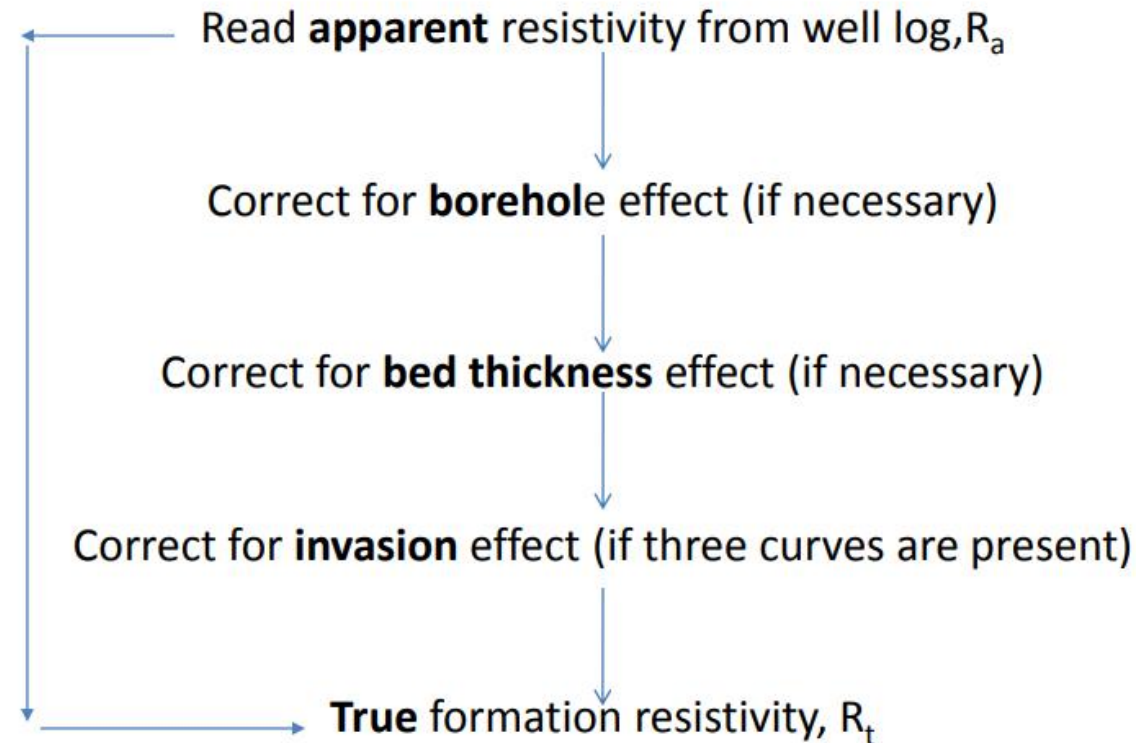 Read apparent resistivity from well log,Ra
Correct for borehole effect (if necessary)
Correct for bed thickness effect (if necessary)
Correct for invasion effect (if three curves are present)
True formation resistivity, Rt